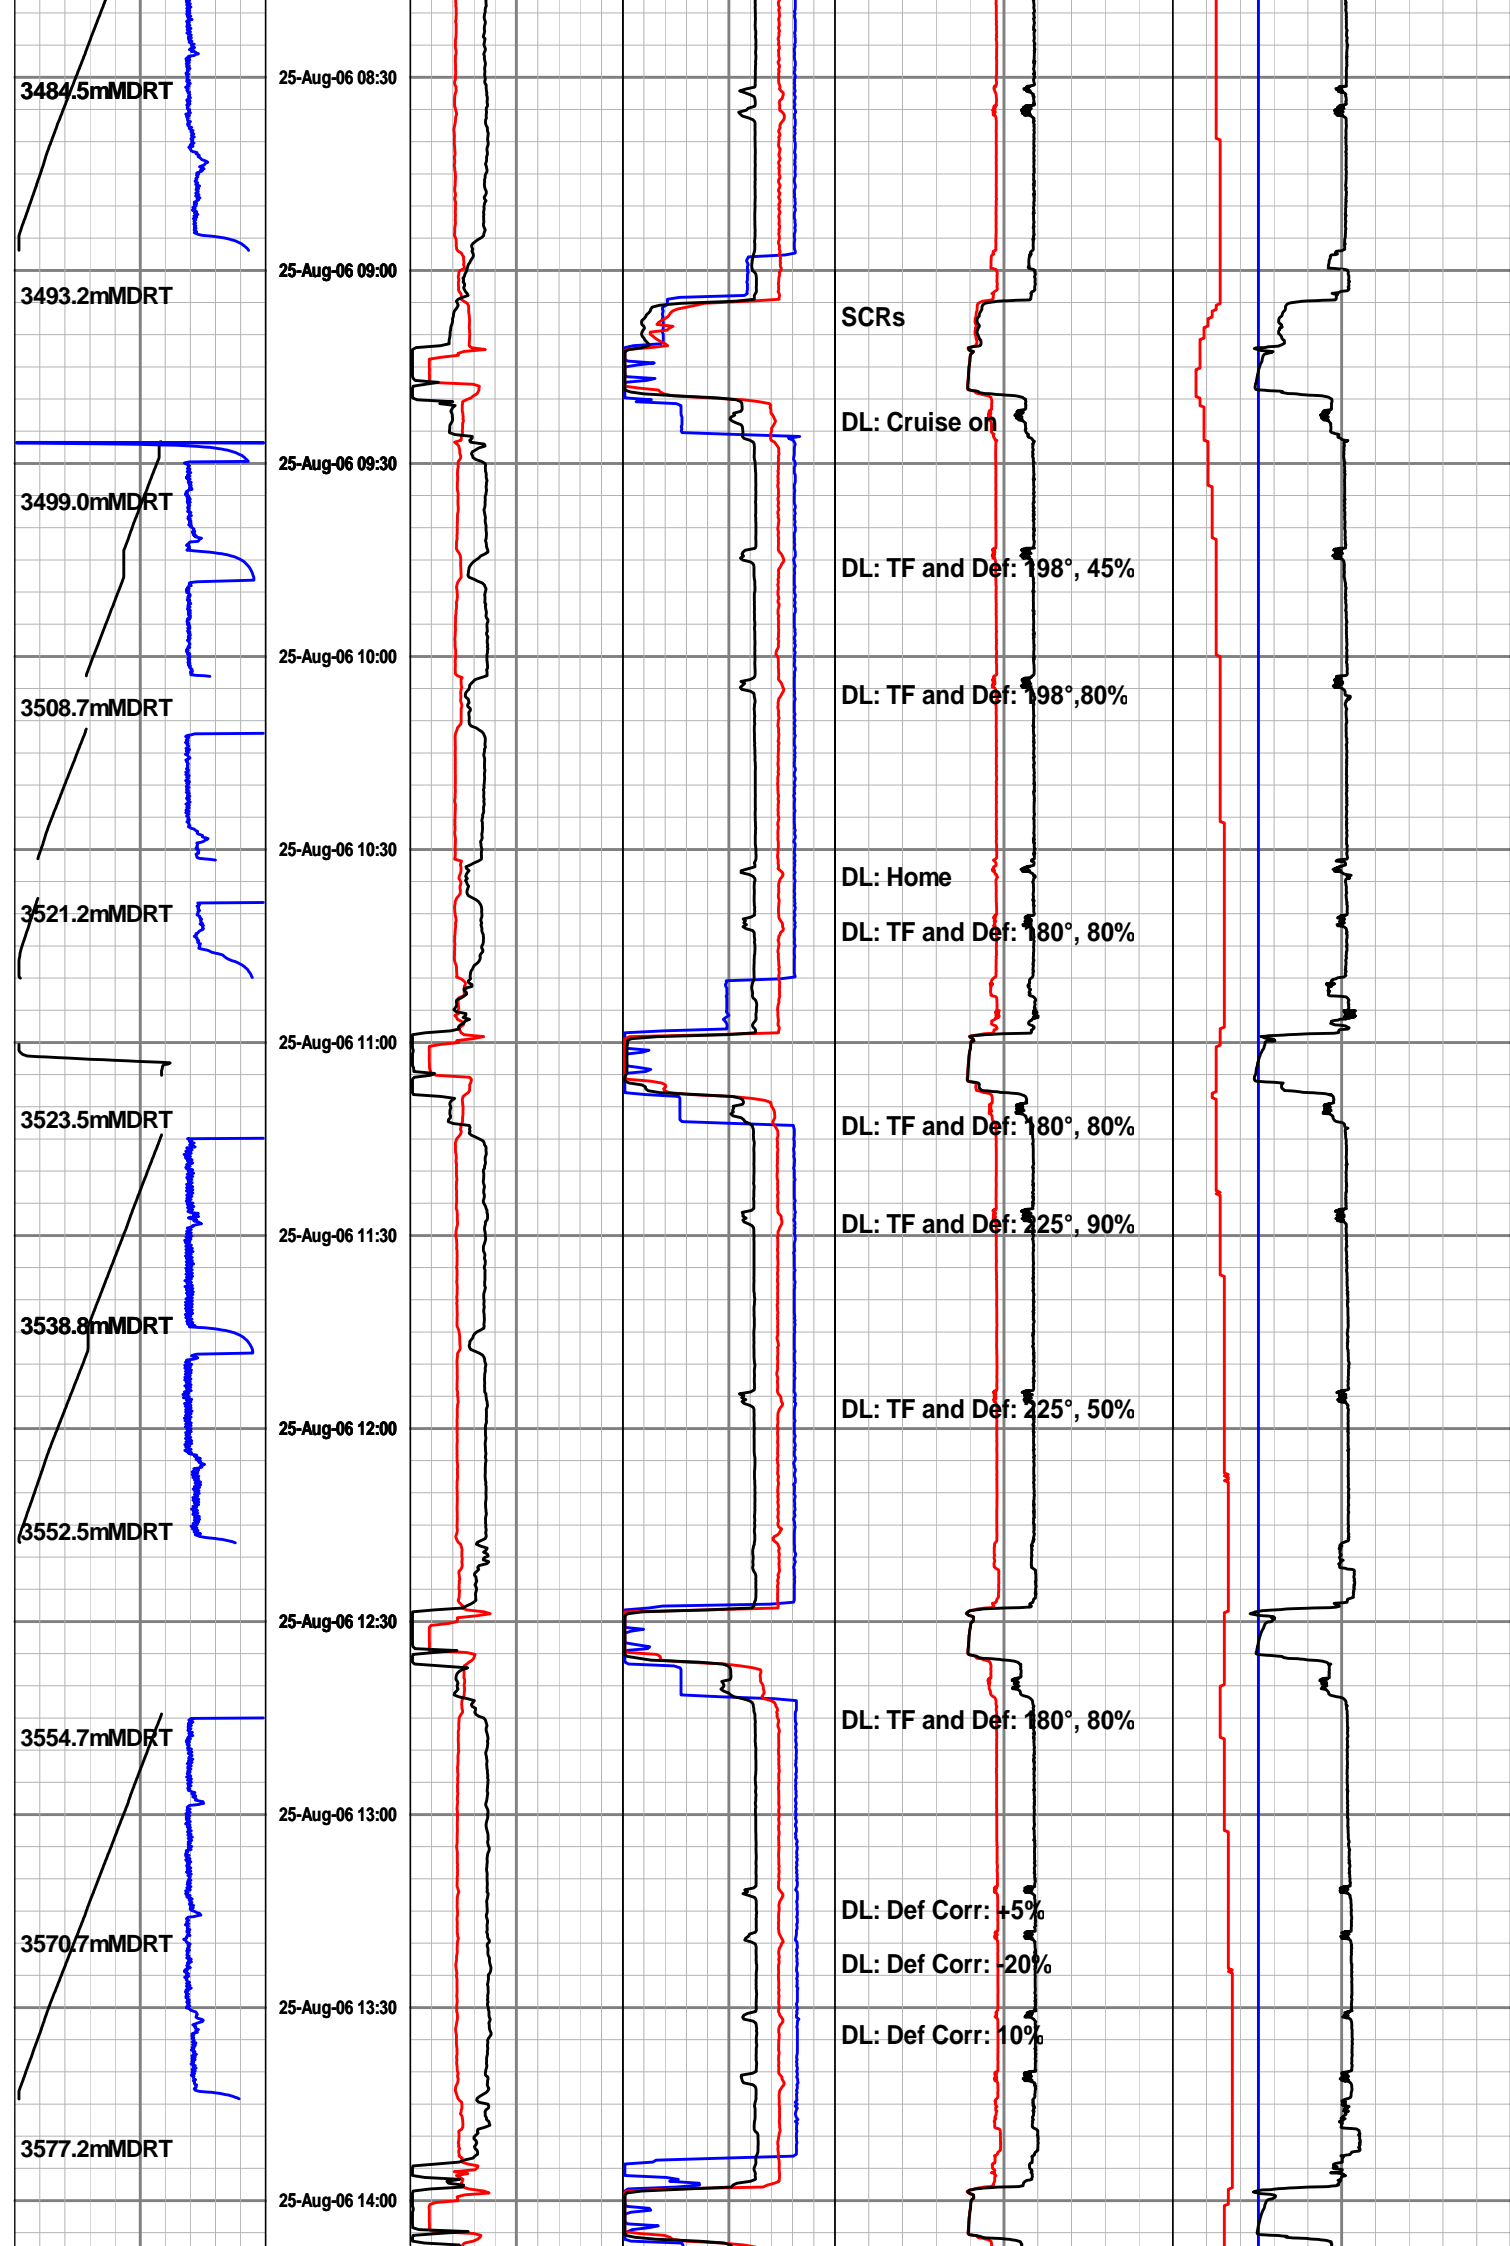 25-Aug-06 08:30
3484.5mMDRT
25-Aug-06 09:00
3493.2mMDRT
SCRs
DL: Cruise on
25-Aug-06 09:30
3499.0mMDRT
DL: TF and Def: 198°, 45%
25-Aug-06 10:00
DL: TF and Def: 198°,80%
3508.7mMDRT
25-Aug-06 10:30
DL: Home
3521.2mMDRT
DL: TF and Def: 180°, 80%
25-Aug-06 11:00
3523.5mMDRT
DL: TF and Def: 180°, 80%
DL: TF and Def: 225°, 90%
25-Aug-06 11:30
3538.8mMDRT
DL: TF and Def: 225°, 50%
25-Aug-06 12:00
3552.5mMDRT
25-Aug-06 12:30
DL: TF and Def: 180°, 80%
3554.7mMDRT
25-Aug-06 13:00
DL: Def Corr: +5%
3570.7mMDRT
DL: Def Corr: -20%
25-Aug-06 13:30
DL: Def Corr: 10%
3577.2mMDRT
25-Aug-06 14:00